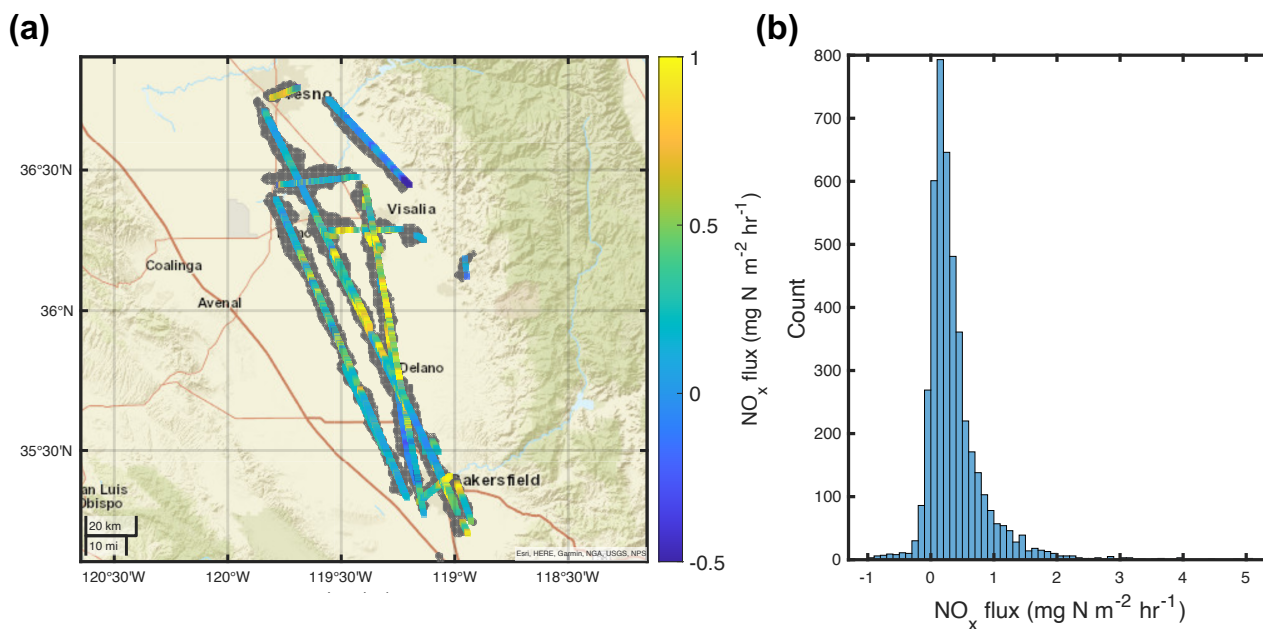 (a)
(b)
esno
36°30'N
Visalia
Coalinga
Avenal
36°N
Delano
35°30'N
akersfield
an Luis
Obispo
20 km
10 mi
Esri, HERE, Garmin, NGA, USGS, NPS
120°30'W
120°W
119°30'W
119°W
118°30'W
1
0.5
0
-0.5
NOx flux (mg N m-2 hr-1)
800
700
600
500
400
300
200
100
0
Count
-1
0
1
2
3
4
5
NOx flux (mg N m-2 hr-1)